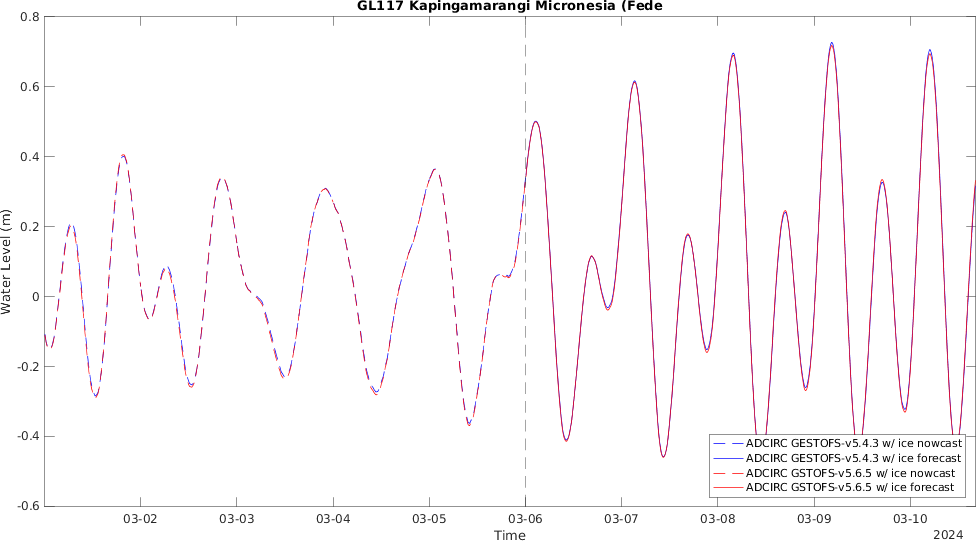 GL117 Kapingamarangi Micronesia (Fede
Water Level (m)
0.8
0.6
0.4
0.2
0
-0.2
-0.4
-0.6
ADCIRC GESTOFS-v5.4.3 w/ ice nowcast
ADCIRC GESTOFS-v5.4.3 w/ ice forecast
ADCIRC GSTOFS-v5.6.5 w/ ice nowcast
ADCIRC GSTOFS-v5.6.5 w/ ice forecast
03-02 03-03 03-04 03-05 03-06 03-07 03-08 03-09 03-10
Time
2024